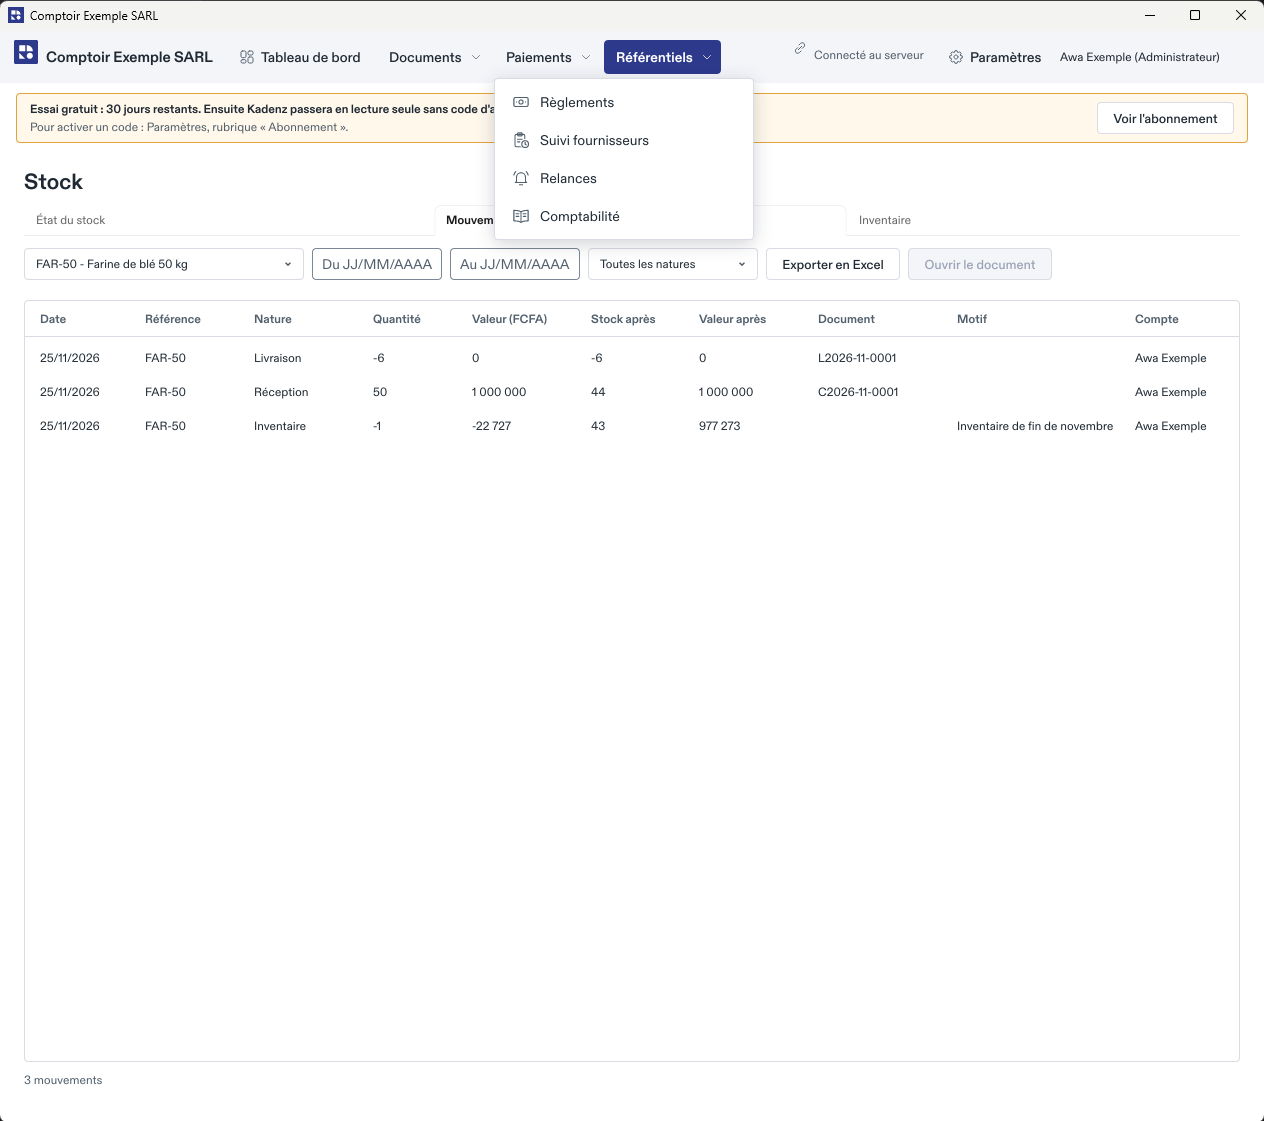 Comptoir Exemple SARL
Comptoir Exemple SARL Tableau de bord Documents Paiements Référentiels Connecté au serveur Paramètres Awa Exemple (Administrateur)
Règlements
Suivi fournisseurs
Relances
Comptabilité
Essai gratuit : 30 jours restants. Ensuite Kadenz passera en lecture seule sans code d'a
Pour activer un code : Paramètres, rubrique « Abonnement ».
Voir l'abonnement
Stock
État du stock Mouvem Inventaire
FAR-50 - Farine de blé 50 kg Du JJ/MM/AAAA Au JJ/MM/AAAA Toutes les natures Exporter en Excel Ouvrir le document
Date Référence Nature Quantité Valeur (FCFA) Stock après Valeur après Document Motif Compte
25/11/2026 FAR-50 Livraison -6 0 -6 0 L2026-11-0001 Awa Exemple
25/11/2026 FAR-50 Réception 50 1 000 000 44 1 000 000 C2026-11-0001 Awa Exemple
25/11/2026 FAR-50 Inventaire -1 -22 727 43 977 273 Inventaire de fin de novembre Awa Exemple
3 mouvements